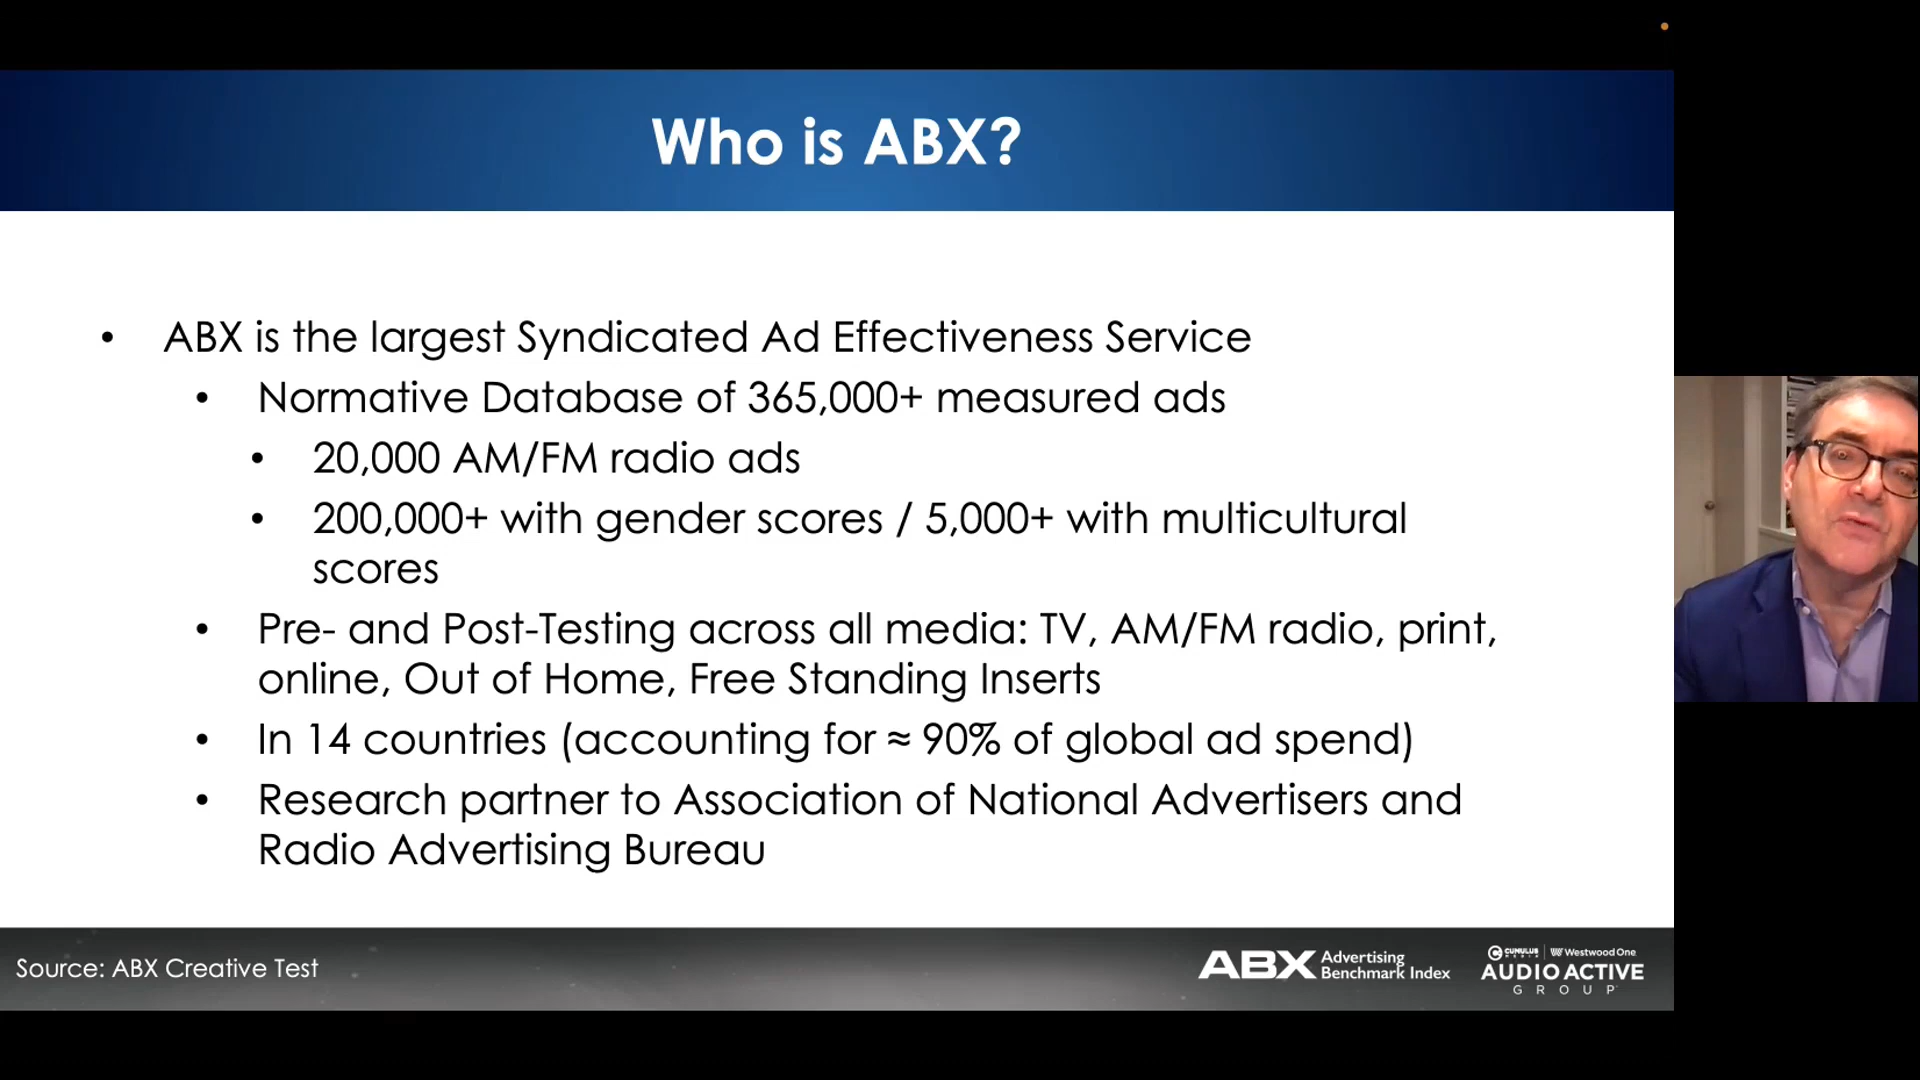 Who is ABX?
• ABX is the largest Syndicated Ad Effectiveness Service
• Normative Database of 365,000+ measured ads
• 20,000 AM/FM radio ads
• 200,000+ with gender scores / 5,000+ with multicultural
scores
• Pre- and Post-Testing across all media: TV, AM/FM radio, print,
online, Out of Home, Free Standing Inserts
• In 14 countries (accounting for ≈ 90% of global ad spend)
• Research partner to Association of National Advertisers and
Radio Advertising Bureau
Source: ABX Creative Test
ABX Advertising
Benchmark Index
CUMULUS MEDIA | Westwood One
AUDIO ACTIVE
GROUP